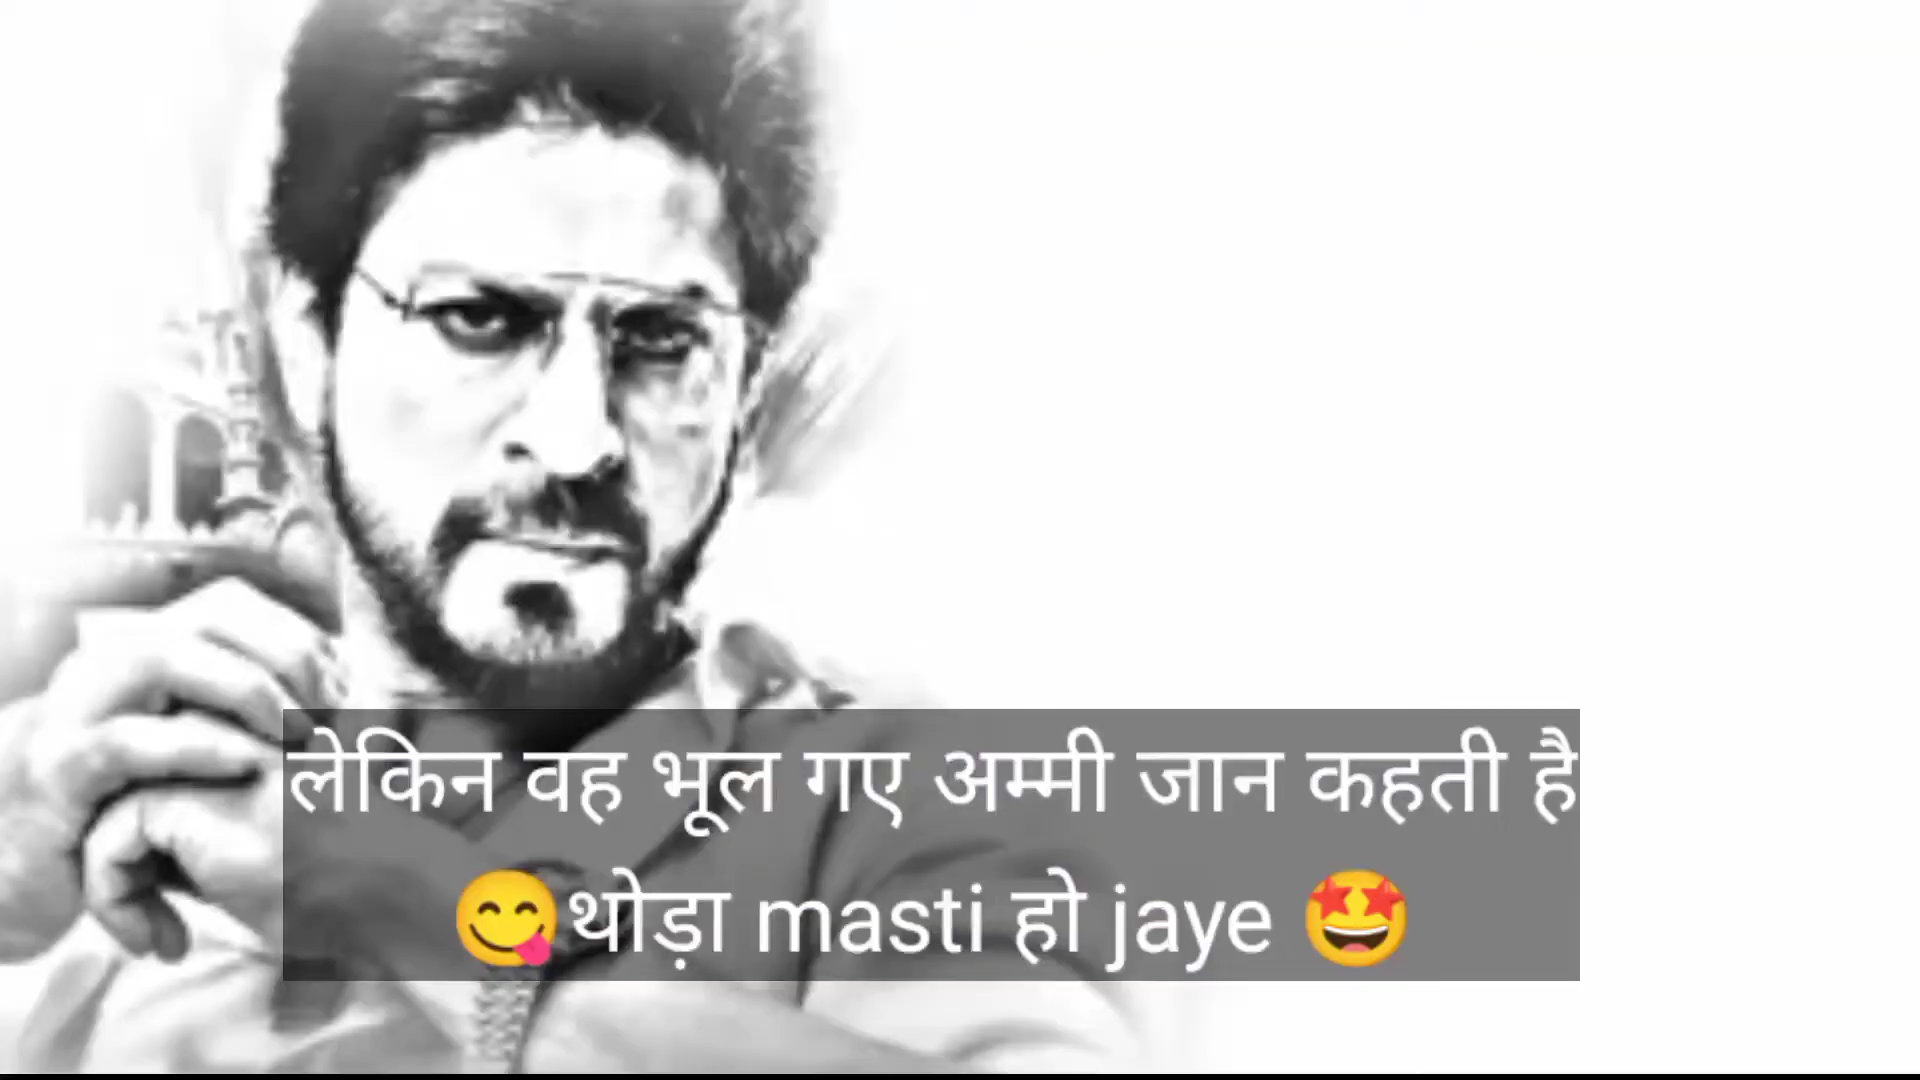 लेकिन वह भूल गए अम्मी जान कहती है
😋थोड़ा masti हो jaye 🤩